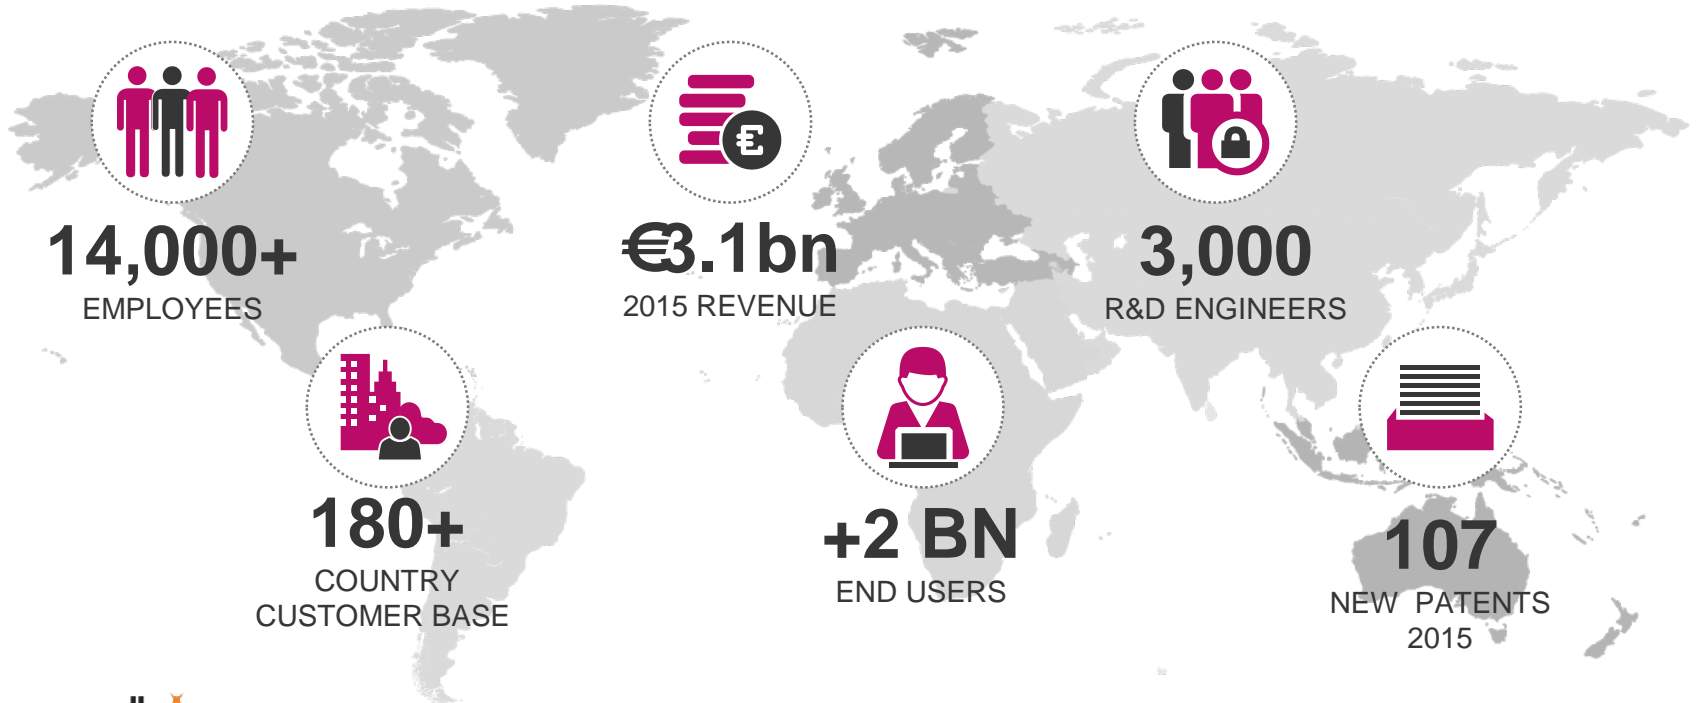 14,000+
EMPLOYEES
€3.1bn
2015 REVENUE
3,000
R&D ENGINEERS
180+
COUNTRY
CUSTOMER BASE
+2 BN
END USERS
107
NEW PATENTS
2015